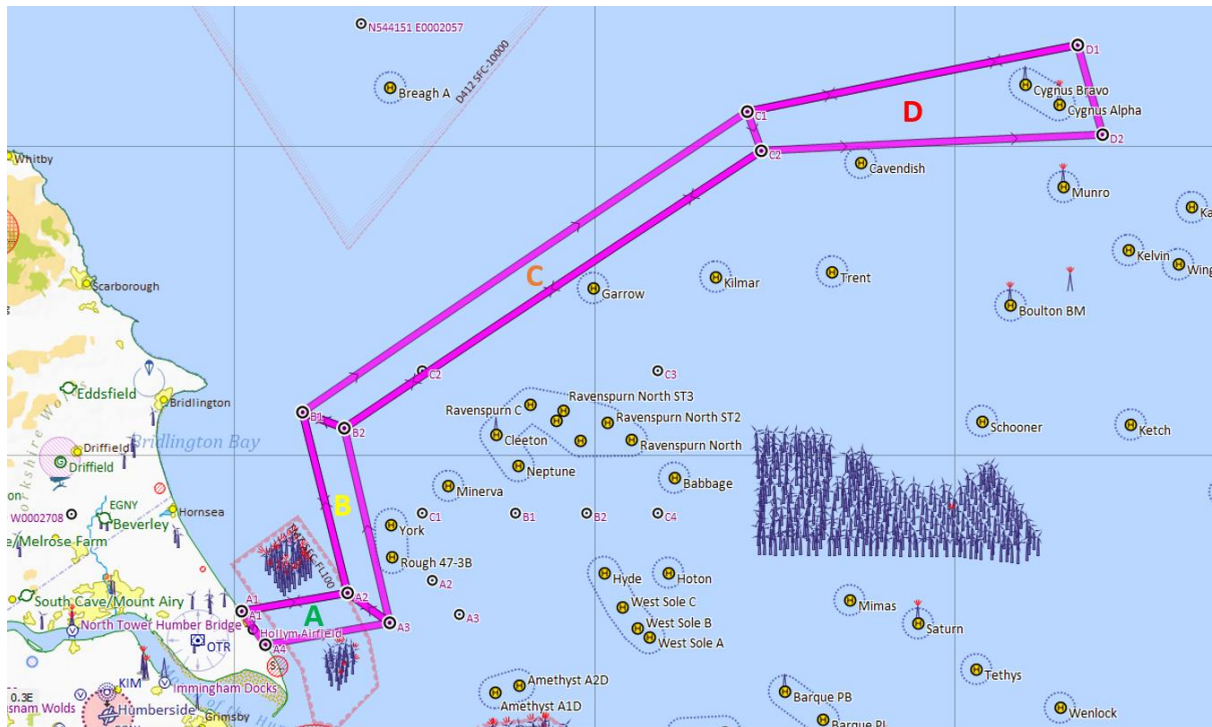 N544151 E0002057
D1
D412 SFC-10000
Breagh A
Cygnus Bravo
Cygnus Alpha
C1
D
D2
C2
Whitby
Cavendish
Munro
Ka
Kelvin
Wing
C
Scarborough
Garrow
Kilmar
Trent
Boulton BM
C2
C3
Eddsfield
Bridlington
B1
B2
Ravenspurn C
Ravenspurn North ST3
Ravenspurn North ST2
Ravenspurn North
Cleeton
Schooner
Ketch
Bridlington Bay
Driffield
Driffield
Neptune
Minerva
Babbage
B
W0002708
EGNY
Beverley
Hornsea
York
C1
B1
B2
C4
e/Melrose Farm
Rough 47-3B
A2
Hyde
Hoton
South Cave/Mount Airy
A1
A1
A2
A
A3
A3
West Sole C
West Sole B
West Sole A
Mimas
Saturn
North Tower Humber Bridge
Hollym Airfield
A4
OTR
Tethys
0.3E
KIM
Immingham Docks
Amethyst A2D
Amethyst A1D
Barque PB
Wenlock
snam Wolds
Humberside
Grimsby
Barque PL